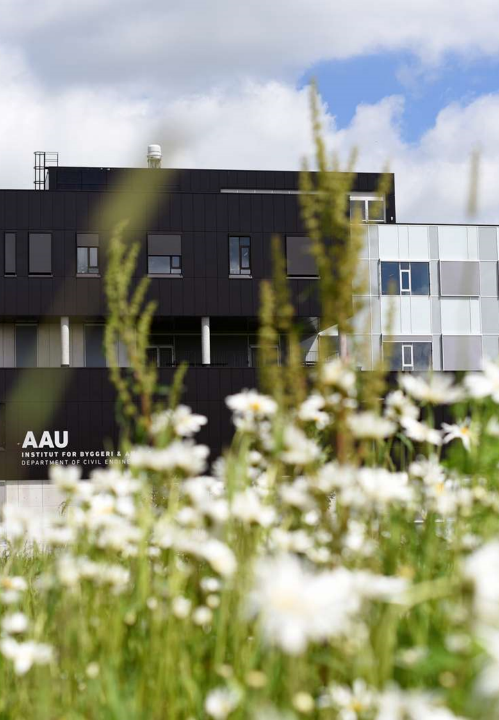 AAU
INSTITUT FOR BYGGERI &
DEPARTMENT OF CIVIL